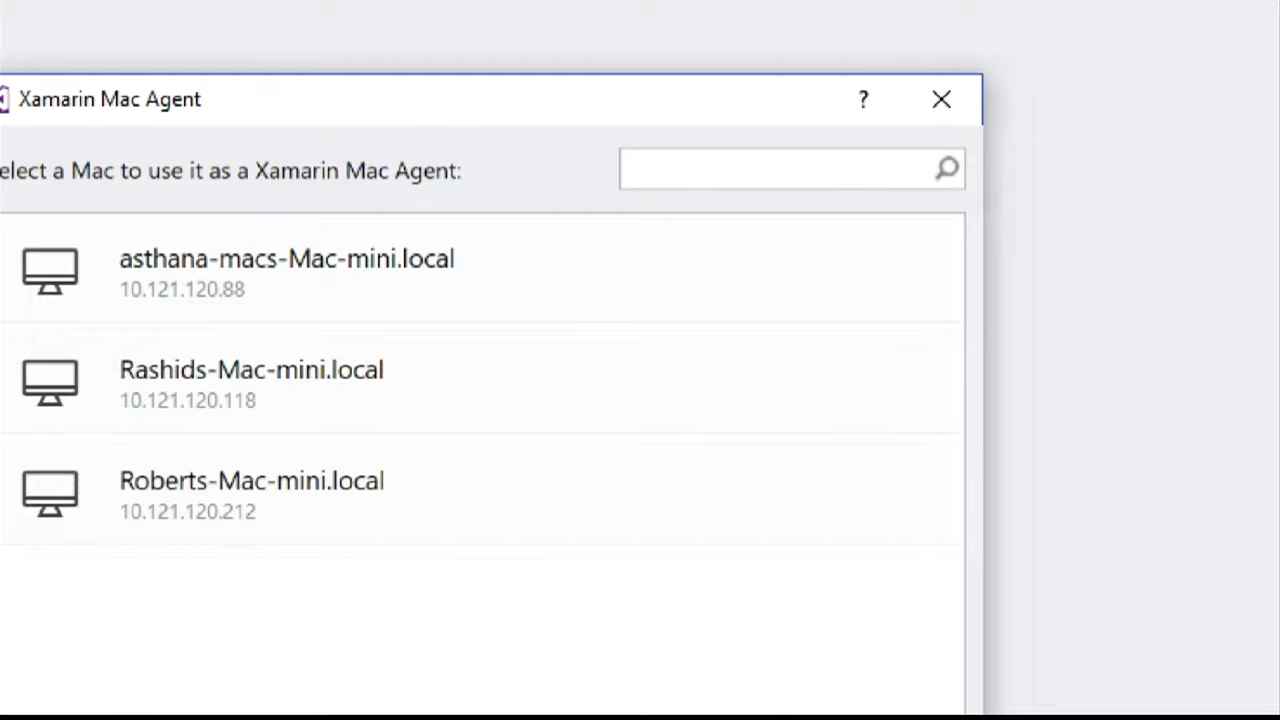 Xamarin Mac Agent
?
elect a Mac to use it as a Xamarin Mac Agent:
asthana-macs-Mac-mini.local
10.121.120.88
Rashids-Mac-mini.local
10.121.120.118
Roberts-Mac-mini.local
10.121.120.212